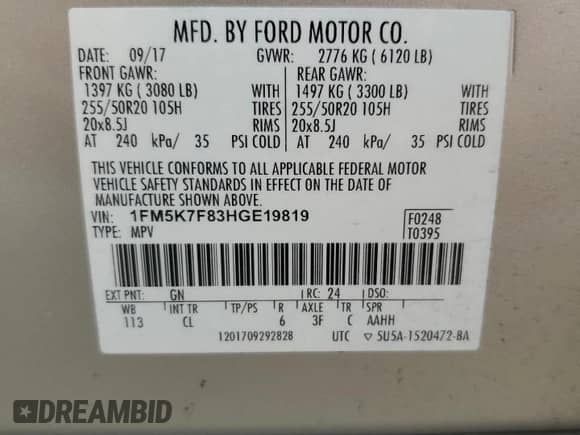 MFD. BY FORD MOTOR CO.
DATE: 09/17 GVWR: 2776 KG ( 6120 LB)
FRONT GAWR: REAR GAWR:
1397 KG ( 3080 LB) WITH 1497 KG ( 3300 LB) WITH
255/50R20 105H TIRES 255/50R20 105H TIRES
20x8.5J RIMS 20x8.5J RIMS
AT 240 kPa/ 35 PSI COLD AT 240 kPa/ 35 PSI COLD
THIS VEHICLE CONFORMS TO ALL APPLICABLE FEDERAL MOTOR
VEHICLE SAFETY STANDARDS IN EFFECT ON THE DATE OF
MANUFACTURE SHOWN ABOVE.
VIN: 1FM5K7F83HGE19819 F0248
TYPE: MPV T0395
EXT PNT: GN RC: 24 DSO:
WB INT TR TP/PS R AXLE TR SPR
113 CL 6 3F C AAHH
1201709292828 UTC ▽ 5U5A-1520472-BA
DREAMBID